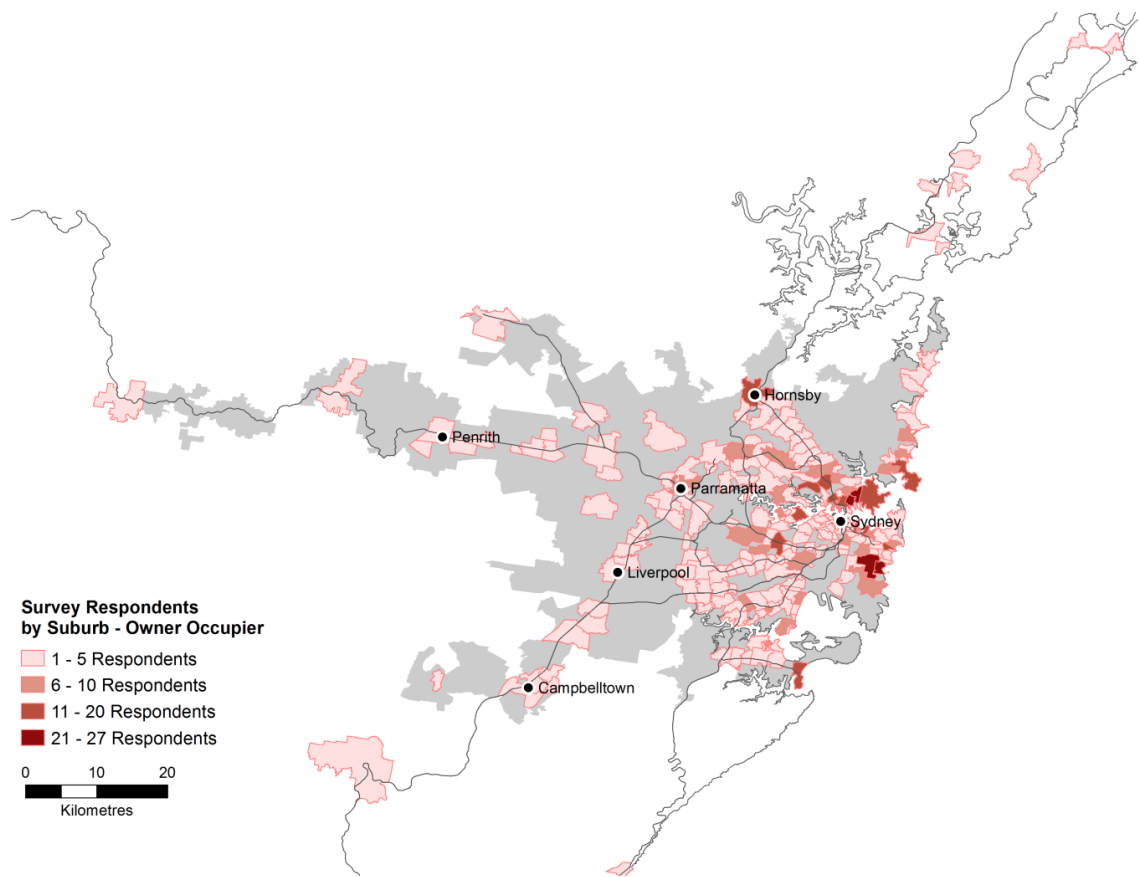 Hornsby
Penrith
Parramatta
Sydney
Liverpool
Campbelltown
Survey Respondents
by Suburb - Owner Occupier
1 - 5 Respondents
6 - 10 Respondents
11 - 20 Respondents
21 - 27 Respondents
0 10 20
Kilometres